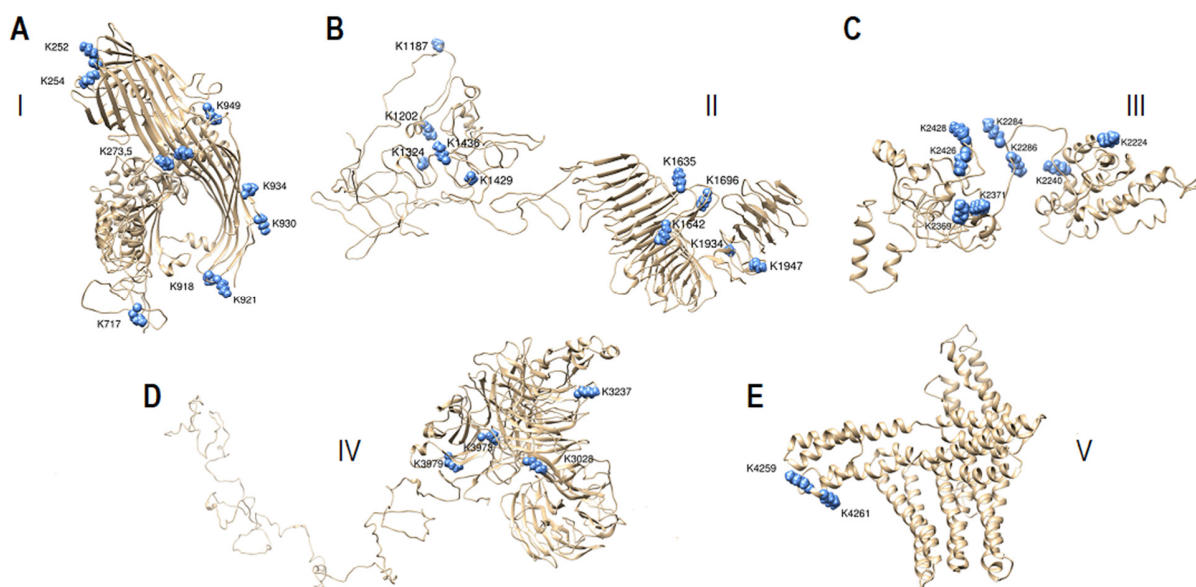 A
I
K252
K254
K949
K273,5
K934
K930
K918
K921
K717
B
II
K1187
K1202
K1436
K1324
K1429
K1635
K1696
K1642
K1934
K1947
C
III
K2428
K2284
K2224
K2426
K2286
K2240
K2371
K2369
D
IV
K3237
K3978
K3979
K3028
E
V
K4259
K4261